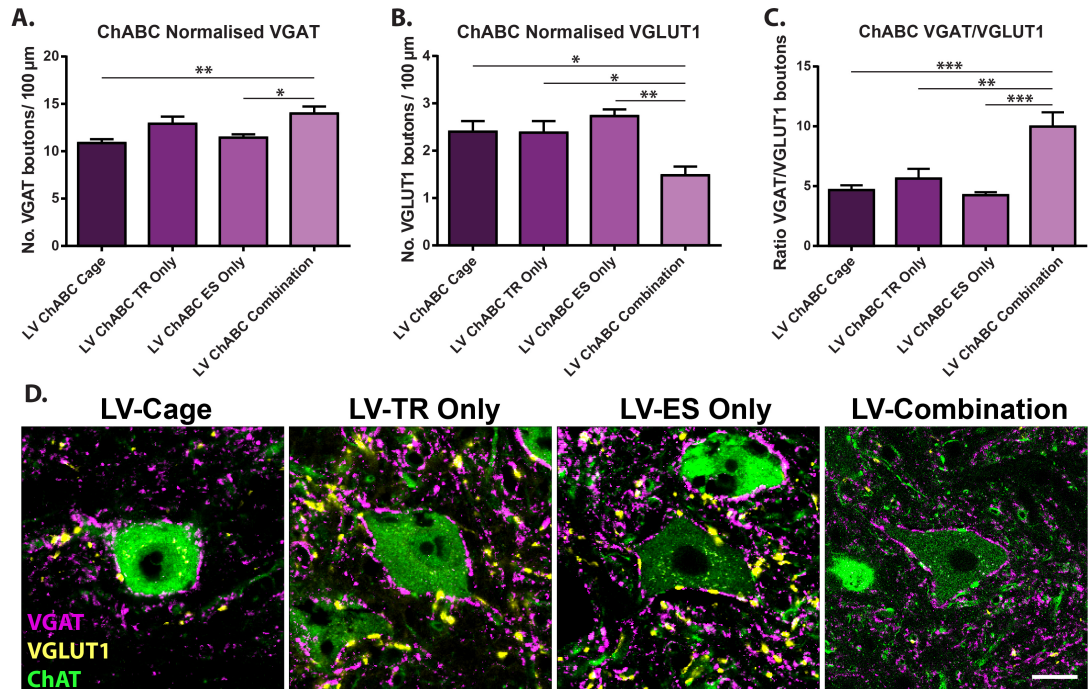 A.
ChABC Normalised VGAT
No. VGAT boutons/ 100 µm
20
15
10
5
0
**
*
LV ChABC Cage
LV ChABC TR Only
LV ChABC ES Only
LV ChABC Combination
B.
ChABC Normalised VGLUT1
No. VGLUT1 boutons / 100 µm
4
3
2
1
0
*
*
**
LV ChABC Cage
LV ChABC TR Only
LV ChABC ES Only
LV ChABC Combination
C.
ChABC VGAT/VGLUT1
Ratio VGAT/VGLUT1 boutons
15
10
5
0
***
**
***
LV ChABC Cage
LV ChABC TR Only
LV ChABC ES Only
LV ChABC Combination
D.
LV-Cage
LV-TR Only
LV-ES Only
LV-Combination
VGAT
VGLUT1
ChAT